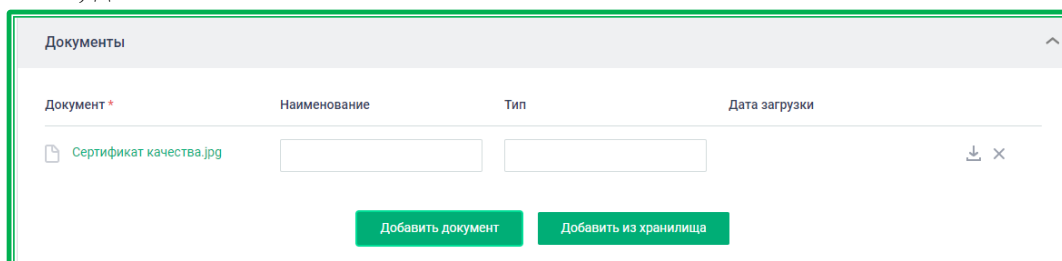 Документы
Документ * Наименование Тип Дата загрузки
Сертификат качества.jpg
Добавить документ Добавить из хранилища